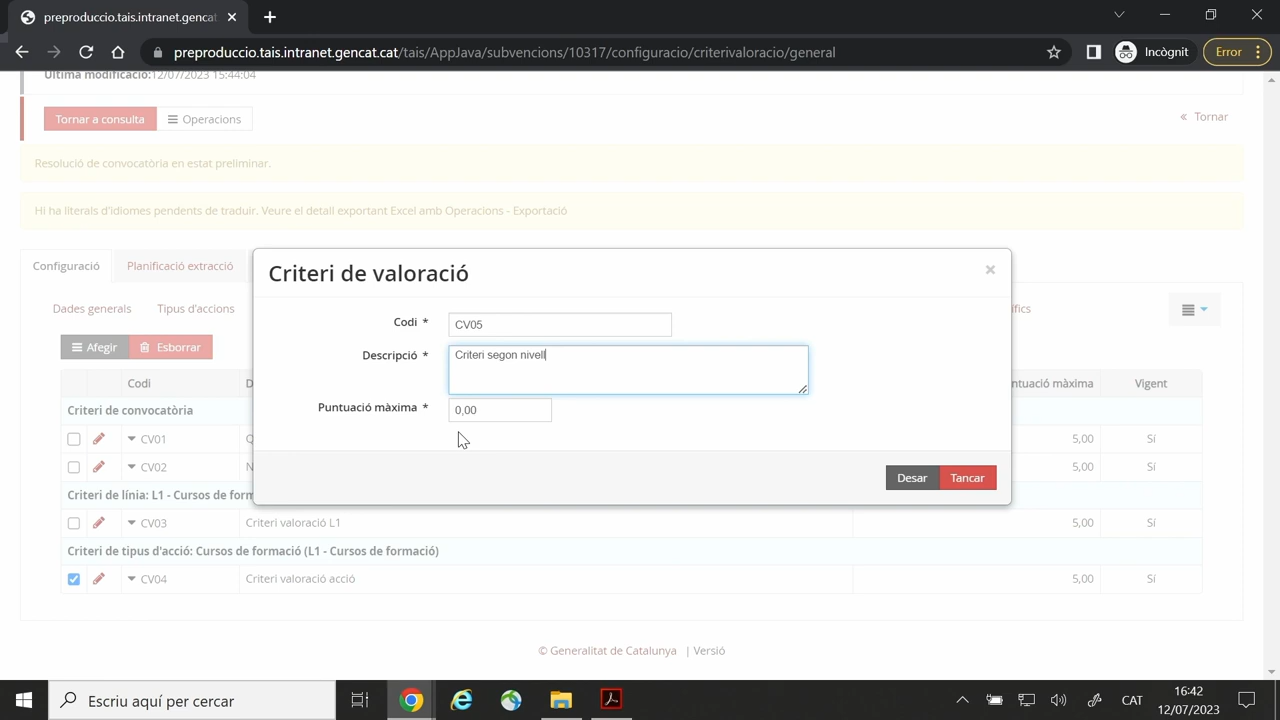 preproduccio.tais.intranet.gencat
preproduccio.tais.intranet.gencat.cat/tais/AppJava/subvencions/10317/configuracio/criterivaloracio/general
Incògnit
Error
Última modificació:12/07/2023 15:44:04
Tornar a consulta
Operacions
« Tornar
Resolució de convocatòria en estat preliminar.
Hi ha literals d'idiomes pendents de traduir. Veure el detall exportant Excel amb Operacions - Exportació
Configuració
Planificació extracció
Dades generals
Tipus d'accions
Afegir
Esborrar
Codi
Criteri de valoració
×
Codi *
CV05
Descripció *
Criteri segon nivell
Puntuació màxima *
0,00
Desar
Tancar
Vigent
Criteri de convocatòria
CV01
5,00
Sí
CV02
5,00
Sí
Criteri de línia: L1 - Cursos de form
CV03
Criteri valoració L1
5,00
Sí
Criteri de tipus d'acció: Cursos de formació (L1 - Cursos de formació)
CV04
Criteri valoració acció
5,00
Sí
© Generalitat de Catalunya | Versió
Escriu aquí per cercar
CAT
16:42
12/07/2023